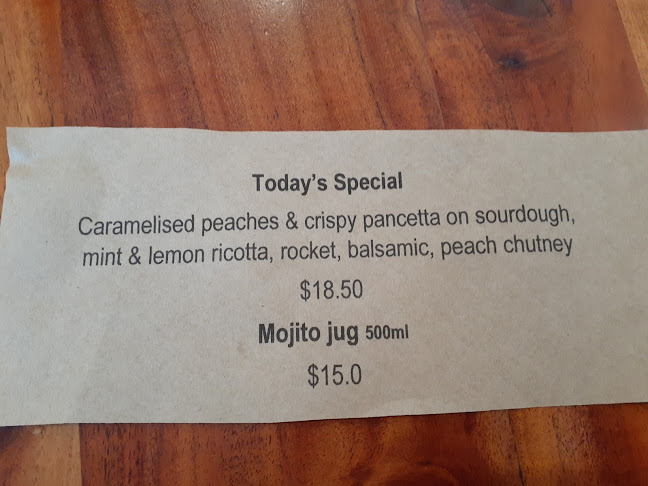 Today's Special
Caramelised peaches & crispy pancetta on sourdough,
mint & lemon ricotta, rocket, balsamic, peach chutney
$18.50
Mojito jug 500ml
$15.0